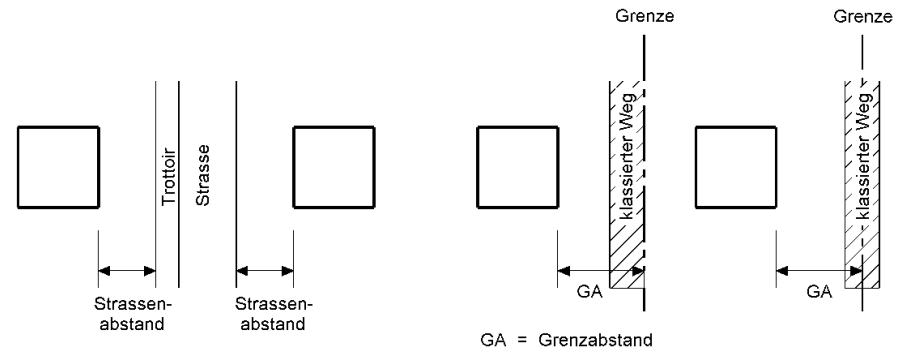 Grenze
Grenze
Trottoir
Strasse
klassierter Weg
klassierter Weg
Strassen-
abstand
Strassen-
abstand
GA
GA
GA = Grenzabstand